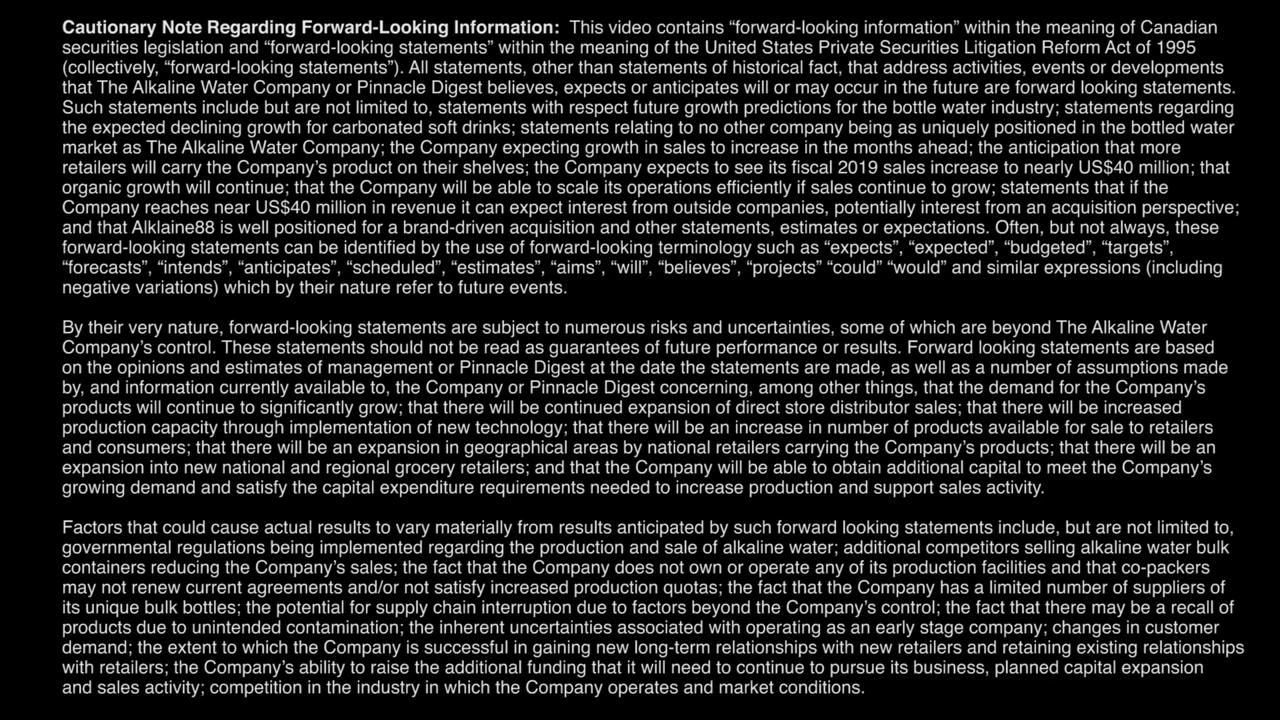 Cautionary Note Regarding Forward-Looking Information: This video contains “forward-looking information” within the meaning of Canadian
securities legislation and “forward-looking statements” within the meaning of the United States Private Securities Litigation Reform Act of 1995
(collectively, “forward-looking statements”). All statements, other than statements of historical fact, that address activities, events or developments
that The Alkaline Water Company or Pinnacle Digest believes, expects or anticipates will or may occur in the future are forward looking statements.
Such statements include but are not limited to, statements with respect future growth predictions for the bottle water industry; statements regarding
the expected declining growth for carbonated soft drinks; statements relating to no other company being as uniquely positioned in the bottled water
market as The Alkaline Water Company; the Company expecting growth in sales to increase in the months ahead; the anticipation that more
retailers will carry the Company’s product on their shelves; the Company expects to see its fiscal 2019 sales increase to nearly US$40 million; that
organic growth will continue; that the Company will be able to scale its operations efficiently if sales continue to grow; statements that if the
Company reaches near US$40 million in revenue it can expect interest from outside companies, potentially interest from an acquisition perspective;
and that Alklaine88 is well positioned for a brand-driven acquisition and other statements, estimates or expectations. Often, but not always, these
forward-looking statements can be identified by the use of forward-looking terminology such as “expects”, “expected”, “budgeted”, “targets”,
“forecasts”, “intends”, “anticipates”, “scheduled”, “estimates”, “aims”, “will”, “believes”, “projects” “could” “would” and similar expressions (including
negative variations) which by their nature refer to future events.
By their very nature, forward-looking statements are subject to numerous risks and uncertainties, some of which are beyond The Alkaline Water
Company’s control. These statements should not be read as guarantees of future performance or results. Forward looking statements are based
on the opinions and estimates of management or Pinnacle Digest at the date the statements are made, as well as a number of assumptions made
by, and information currently available to, the Company or Pinnacle Digest concerning, among other things, that the demand for the Company’s
products will continue to significantly grow; that there will be continued expansion of direct store distributor sales; that there will be increased
production capacity through implementation of new technology; that there will be an increase in number of products available for sale to retailers
and consumers; that there will be an expansion in geographical areas by national retailers carrying the Company’s products; that there will be an
expansion into new national and regional grocery retailers; and that the Company will be able to obtain additional capital to meet the Company’s
growing demand and satisfy the capital expenditure requirements needed to increase production and support sales activity.
Factors that could cause actual results to vary materially from results anticipated by such forward looking statements include, but are not limited to,
governmental regulations being implemented regarding the production and sale of alkaline water; additional competitors selling alkaline water bulk
containers reducing the Company’s sales; the fact that the Company does not own or operate any of its production facilities and that co-packers
may not renew current agreements and/or not satisfy increased production quotas; the fact that the Company has a limited number of suppliers of
its unique bulk bottles; the potential for supply chain interruption due to factors beyond the Company’s control; the fact that there may be a recall of
products due to unintended contamination; the inherent uncertainties associated with operating as an early stage company; changes in customer
demand; the extent to which the Company is successful in gaining new long-term relationships with new retailers and retaining existing relationships
with retailers; the Company’s ability to raise the additional funding that it will need to continue to pursue its business, planned capital expansion
and sales activity; competition in the industry in which the Company operates and market conditions.